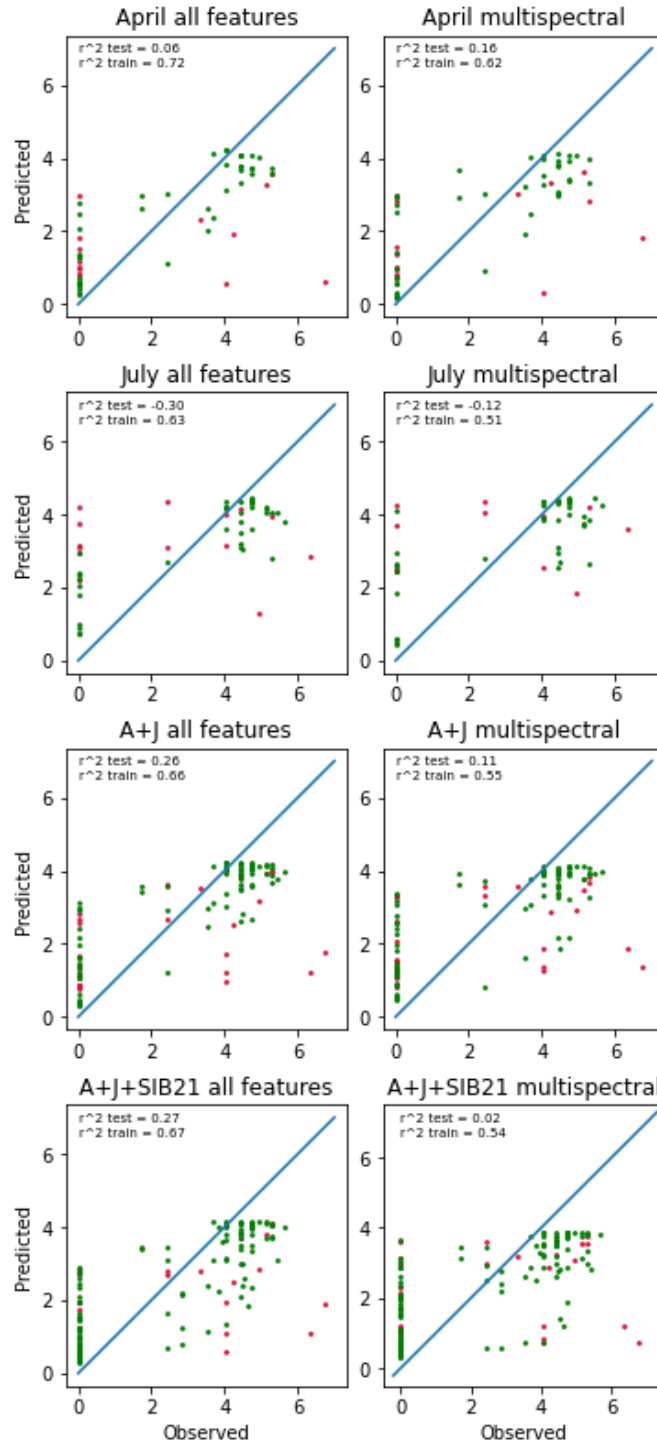 April all features
April multispectral
r^2 test = 0.06
r^2 train = 0.72
r^2 test = 0.16
r^2 train = 0.62
Predicted
6
4
2
0
0 2 4 6
6
4
2
0
0 2 4 6
July all features
July multispectral
r^2 test = -0.30
r^2 train = 0.63
r^2 test = -0.12
r^2 train = 0.51
Predicted
6
4
2
0
0 2 4 6
6
4
2
0
0 2 4 6
A+J all features
A+J multispectral
r^2 test = 0.26
r^2 train = 0.66
r^2 test = 0.11
r^2 train = 0.55
Predicted
6
4
2
0
0 2 4 6
6
4
2
0
0 2 4 6
A+J+SIB21 all features
A+J+SIB21 multispectral
r^2 test = 0.27
r^2 train = 0.67
r^2 test = 0.02
r^2 train = 0.54
Predicted
6
4
2
0
0 2 4 6
Observed
6
4
2
0
0 2 4 6
Observed